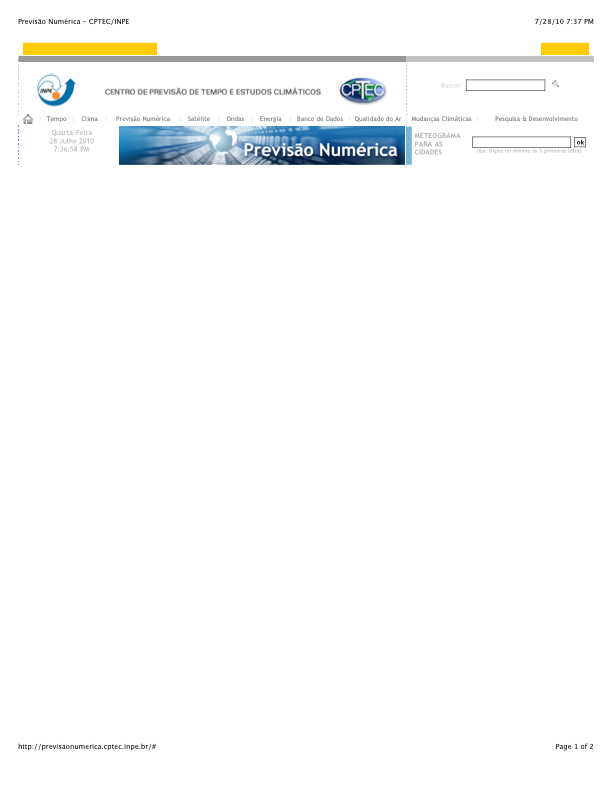 Previsão Numérica - CPTEC/INPE 7/28/10 7:37 PM
INPE CENTRO DE PREVISÃO DE TEMPO E ESTUDOS CLIMÁTICOS CPTEC Buscar:
Tempo Clima Previsão Numérica Satélite Ondas Energia Banco de Dados Qualidade do Ar Mudanças Climáticas Pesquisa & Desenvolvimento
Quarta-Feira
28 Julho 2010
7:36:58 PM
Previsão Numérica
METEOGRAMA
PARA AS
CIDADES
ok
Obs: Digite no mínimo as 3 primeiras letras
http://previsaonumerica.cptec.inpe.br/# Page 1 of 2